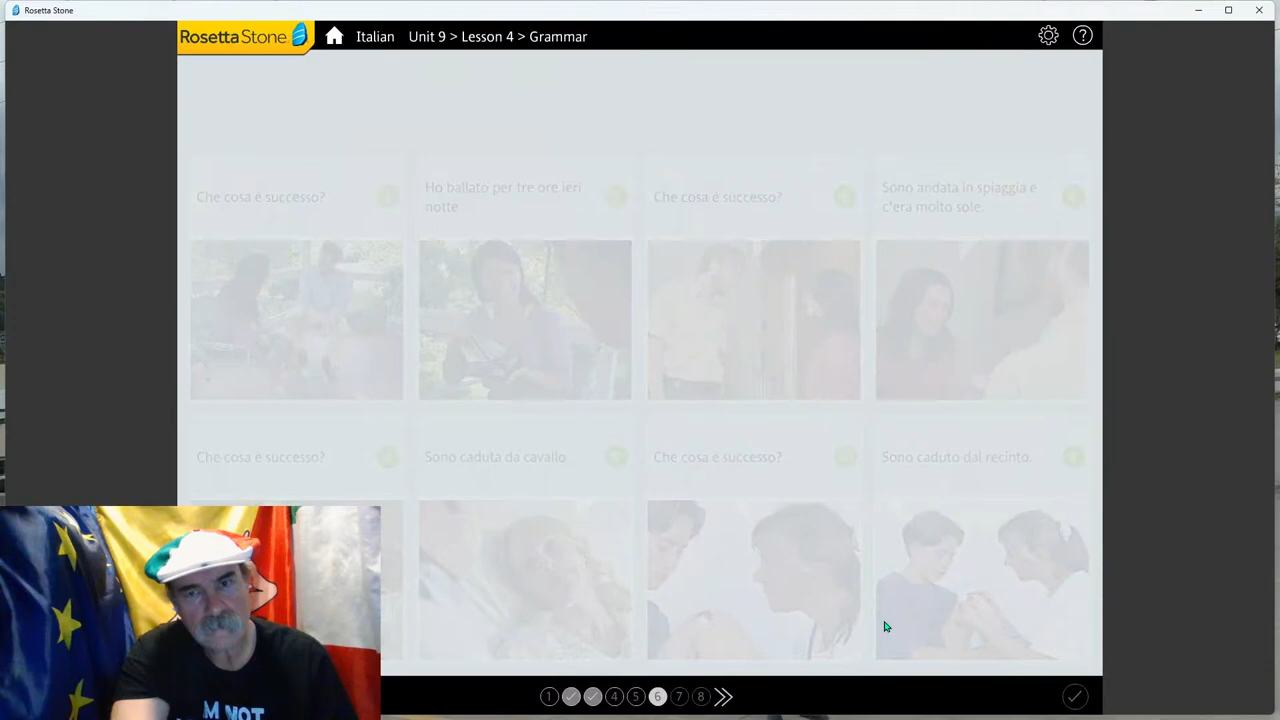 Rosetta Stone
RosettaStone
Italian Unit 9 > Lesson 4 > Grammar
Che cosa è successo?
Ho ballato per tre ore ieri
notte
Che cosa è successo?
Sono andata in spiaggia e
c'era molto sole.
Che cosa è successo?
Sono caduta da cavallo
Che cosa è successo?
Sono caduto dal recinto.
M NOT
1 4 5 6 7 8